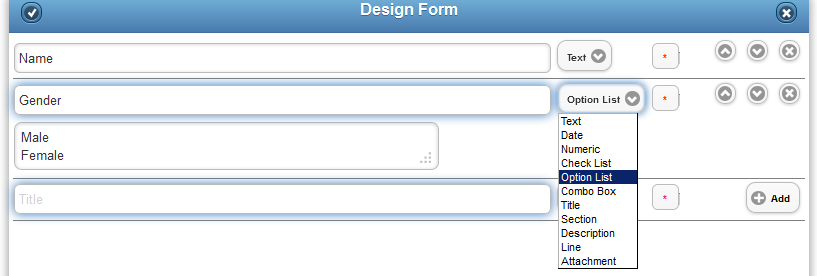 Design Form
Name Text *
Gender Option List *
Male
Female
Text
Date
Numeric
Check List
Option List
Combo Box
Title
Section
Description
Line
Attachment
Title * Add